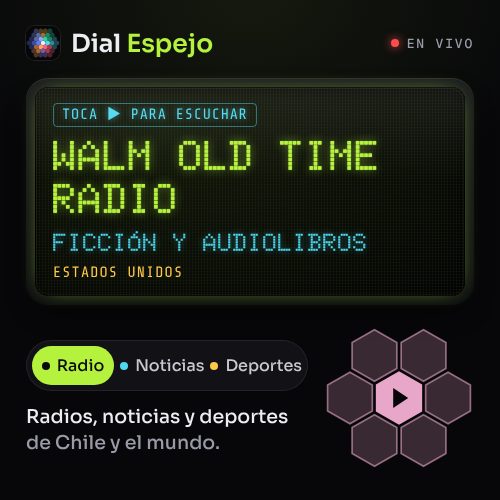 Dial Espejo
EN VIVO
TOCA ▶ PARA ESCUCHAR
WALM OLD TIME
RADIO
FICCIÓN Y AUDIOLIBROS
ESTADOS UNIDOS
Radio Noticias Deportes
Radios, noticias y deportes
de Chile y el mundo.